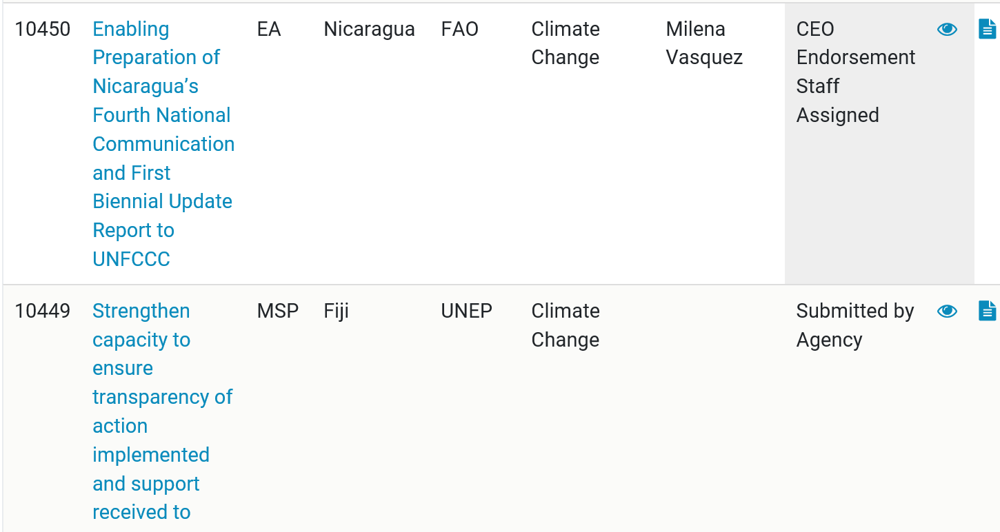 10450 Enabling EA Nicaragua FAO Climate Milena CEO
Preparation of Change Vasquez Endorsement
Nicaragua’s Staff
Fourth National Assigned
Communication
and First
Biennial Update
Report to
UNFCCC
10449 Strengthen MSP Fiji UNEP Climate Submitted by
capacity to Change Agency
ensure
transparency of
action
implemented
and support
received to